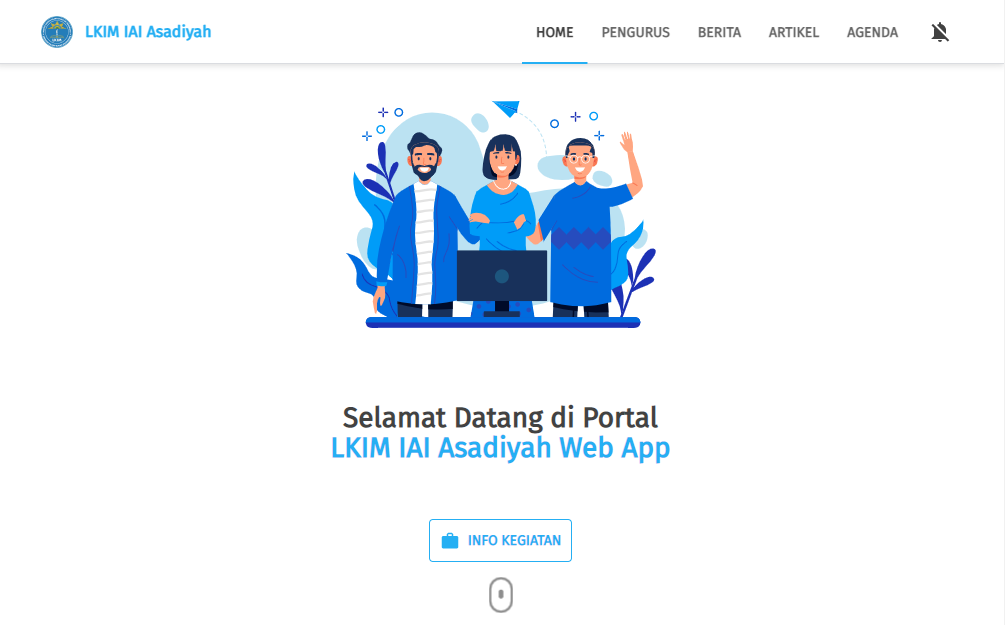 LKIM IAI Asadiyah
HOME
PENGURUS
BERITA
ARTIKEL
AGENDA
Selamat Datang di Portal
LKIM IAI Asadiyah Web App
INFO KEGIATAN